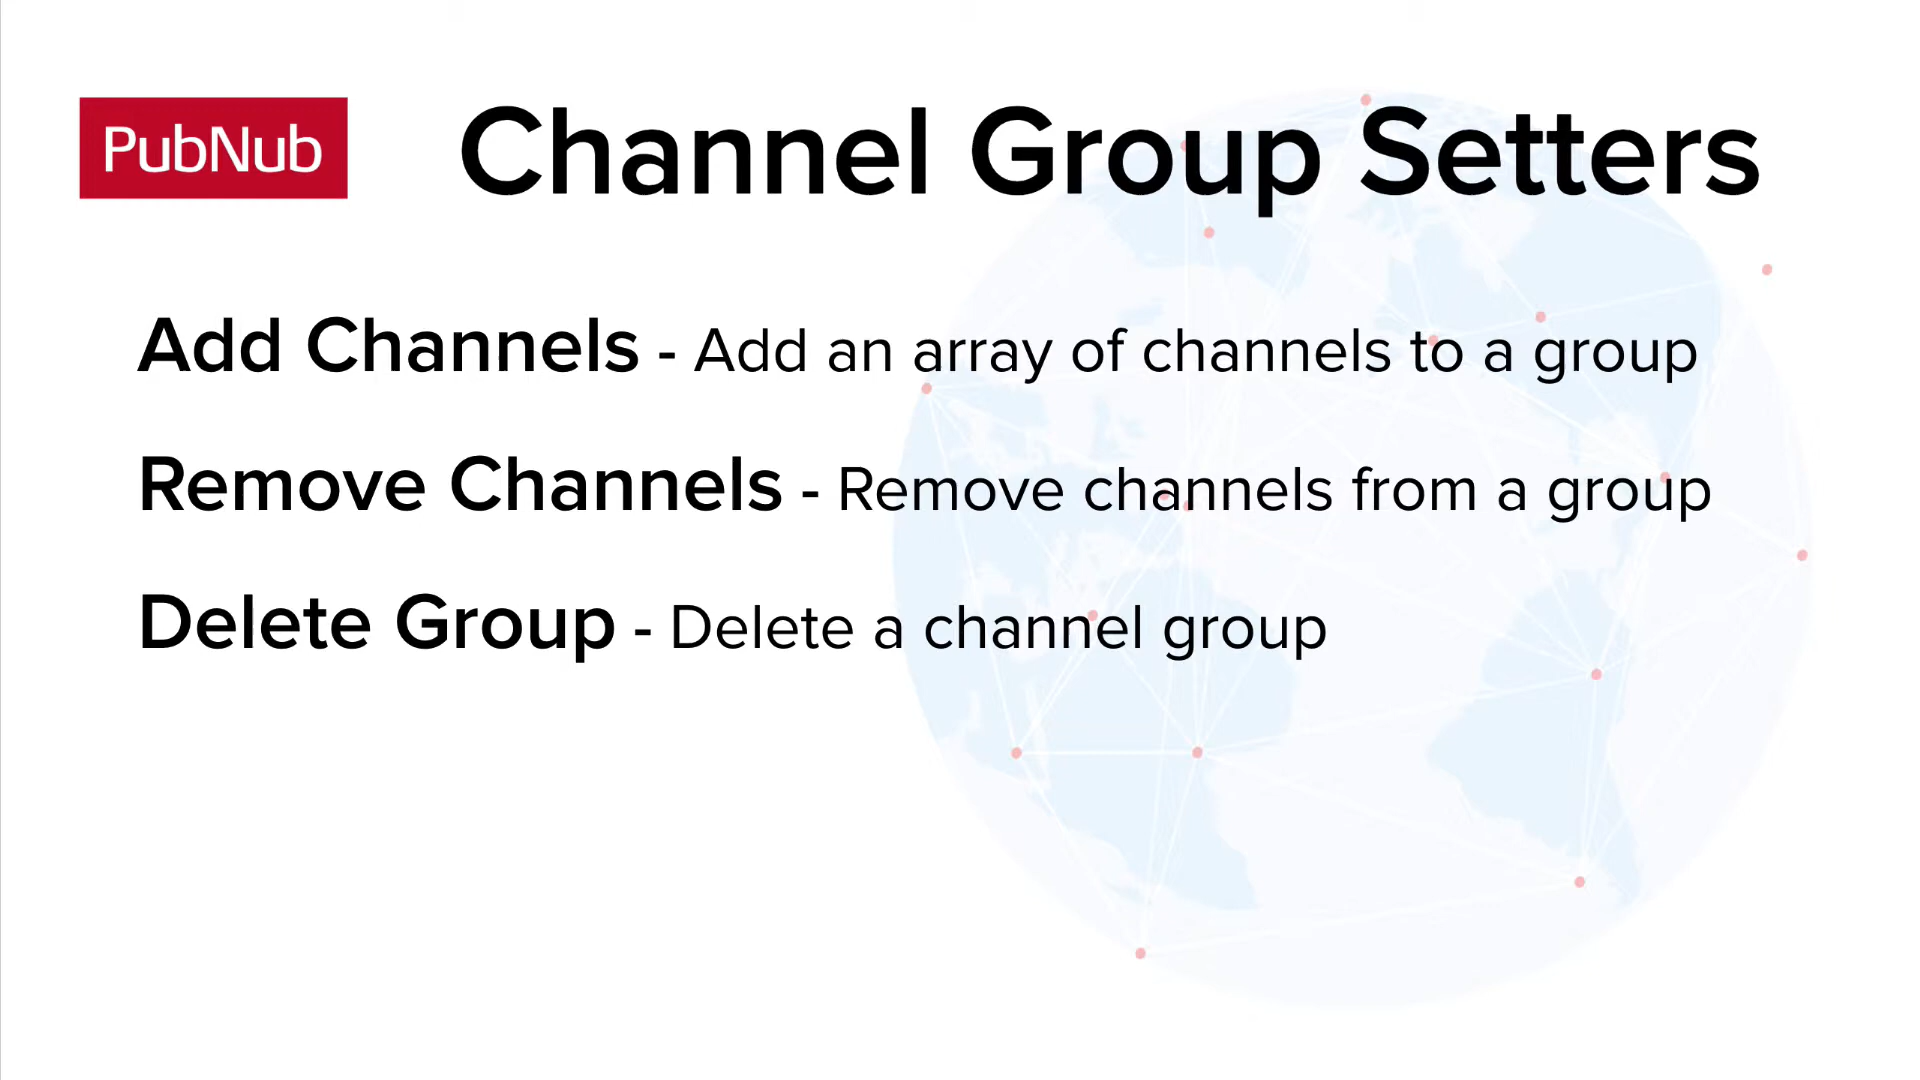 PubNub
Channel Group Setters
Add Channels - Add an array of channels to a group
Remove Channels - Remove channels from a group
Delete Group - Delete a channel group